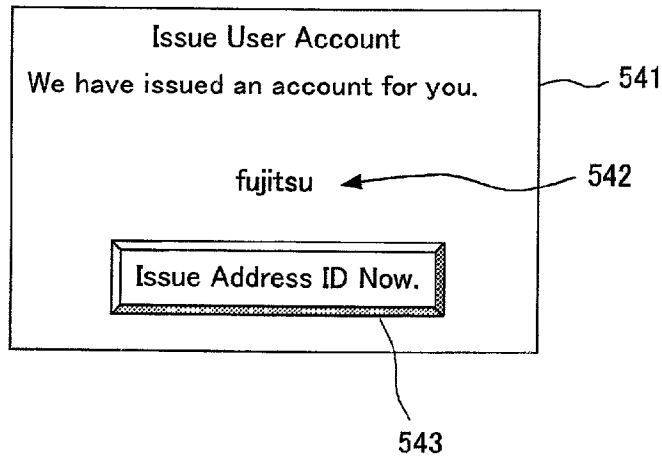 Issue User Account
We have issued an account for you.
541
fujitsu
542
Issue Address ID Now.
543